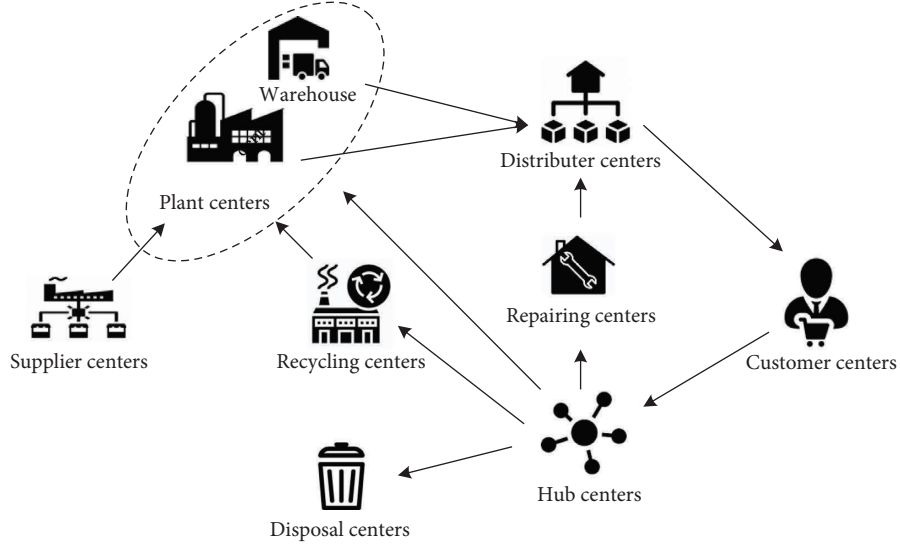 Warehouse
Distributer centers
Plant centers
Repairing centers
Supplier centers
Recycling centers
Customer centers
Hub centers
Disposal centers